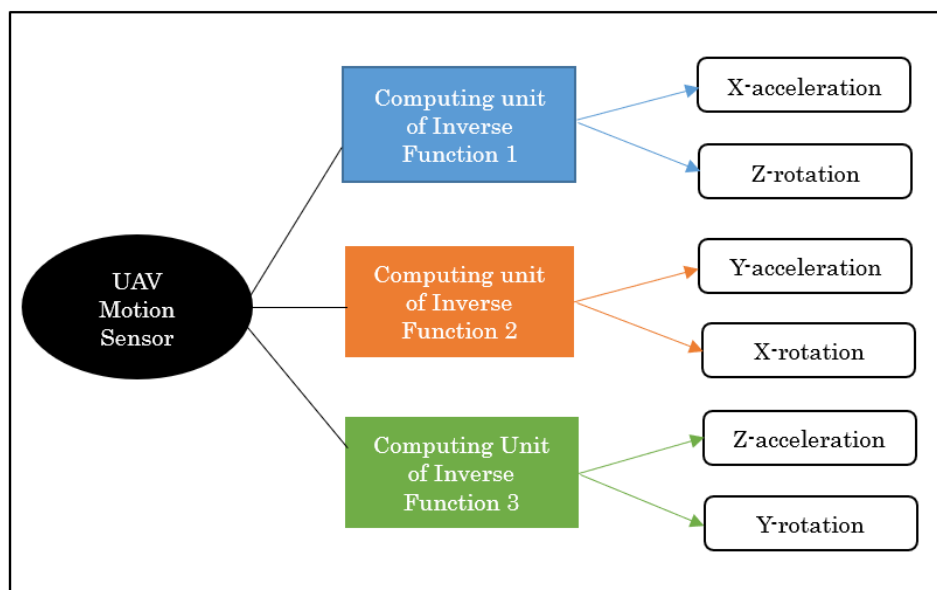 UAV
Motion
Sensor
Computing unit
of Inverse
Function 1
X-acceleration
Z-rotation
Computing unit
of Inverse
Function 2
Y-acceleration
X-rotation
Computing Unit
of Inverse
Function 3
Z-acceleration
Y-rotation